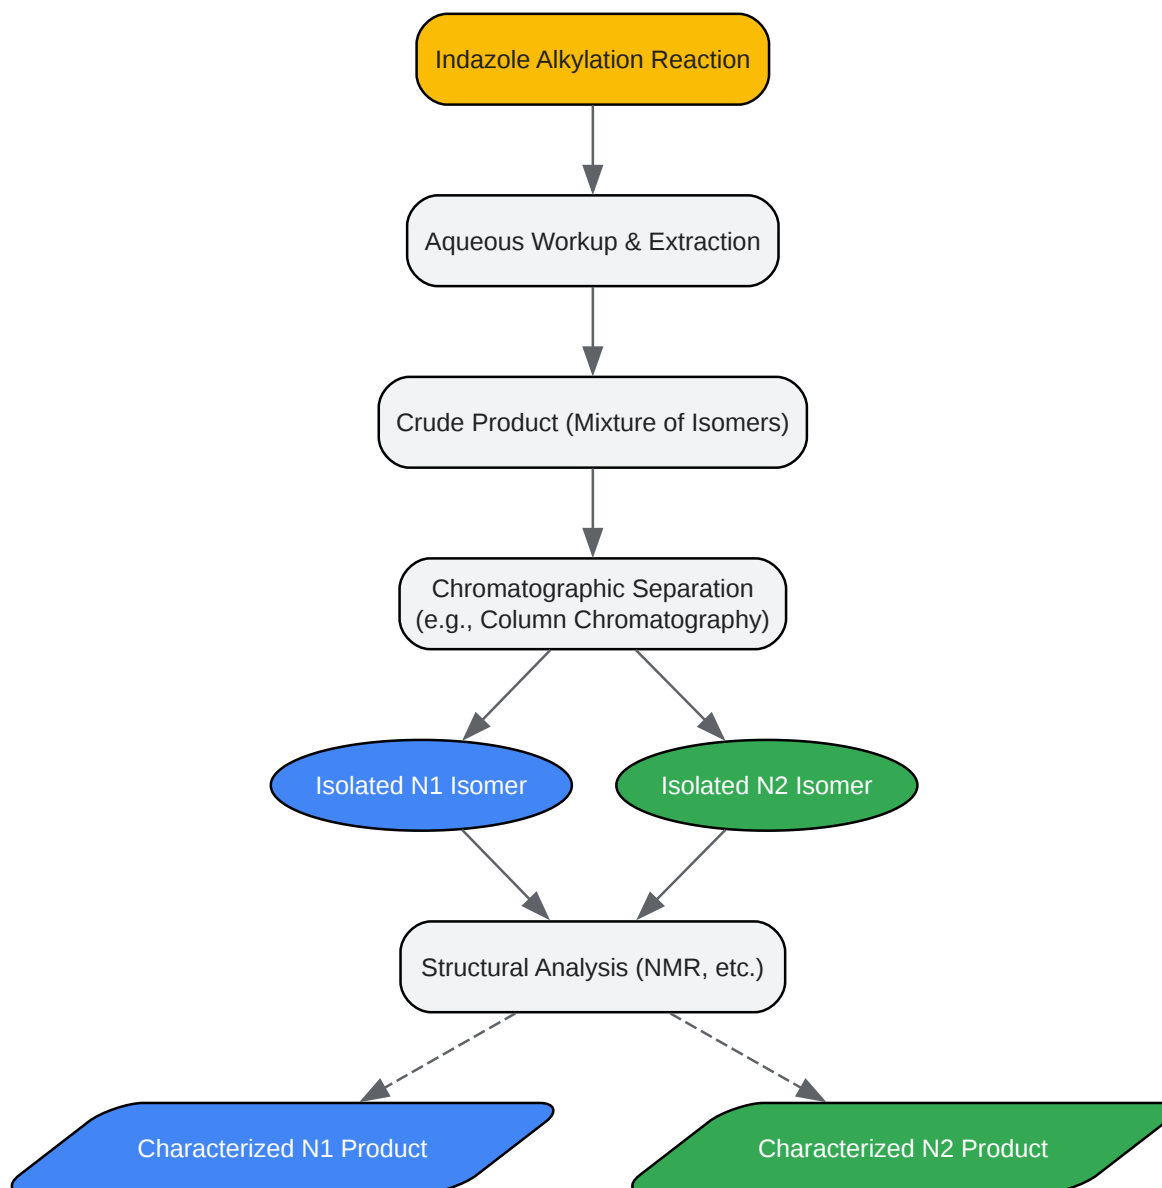 Indazole Alkylation Reaction
Aqueous Workup & Extraction
Crude Product (Mixture of Isomers)
Chromatographic Separation
(e.g., Column Chromatography)
Isolated N1 Isomer
Isolated N2 Isomer
Structural Analysis (NMR, etc.)
Characterized N1 Product
Characterized N2 Product